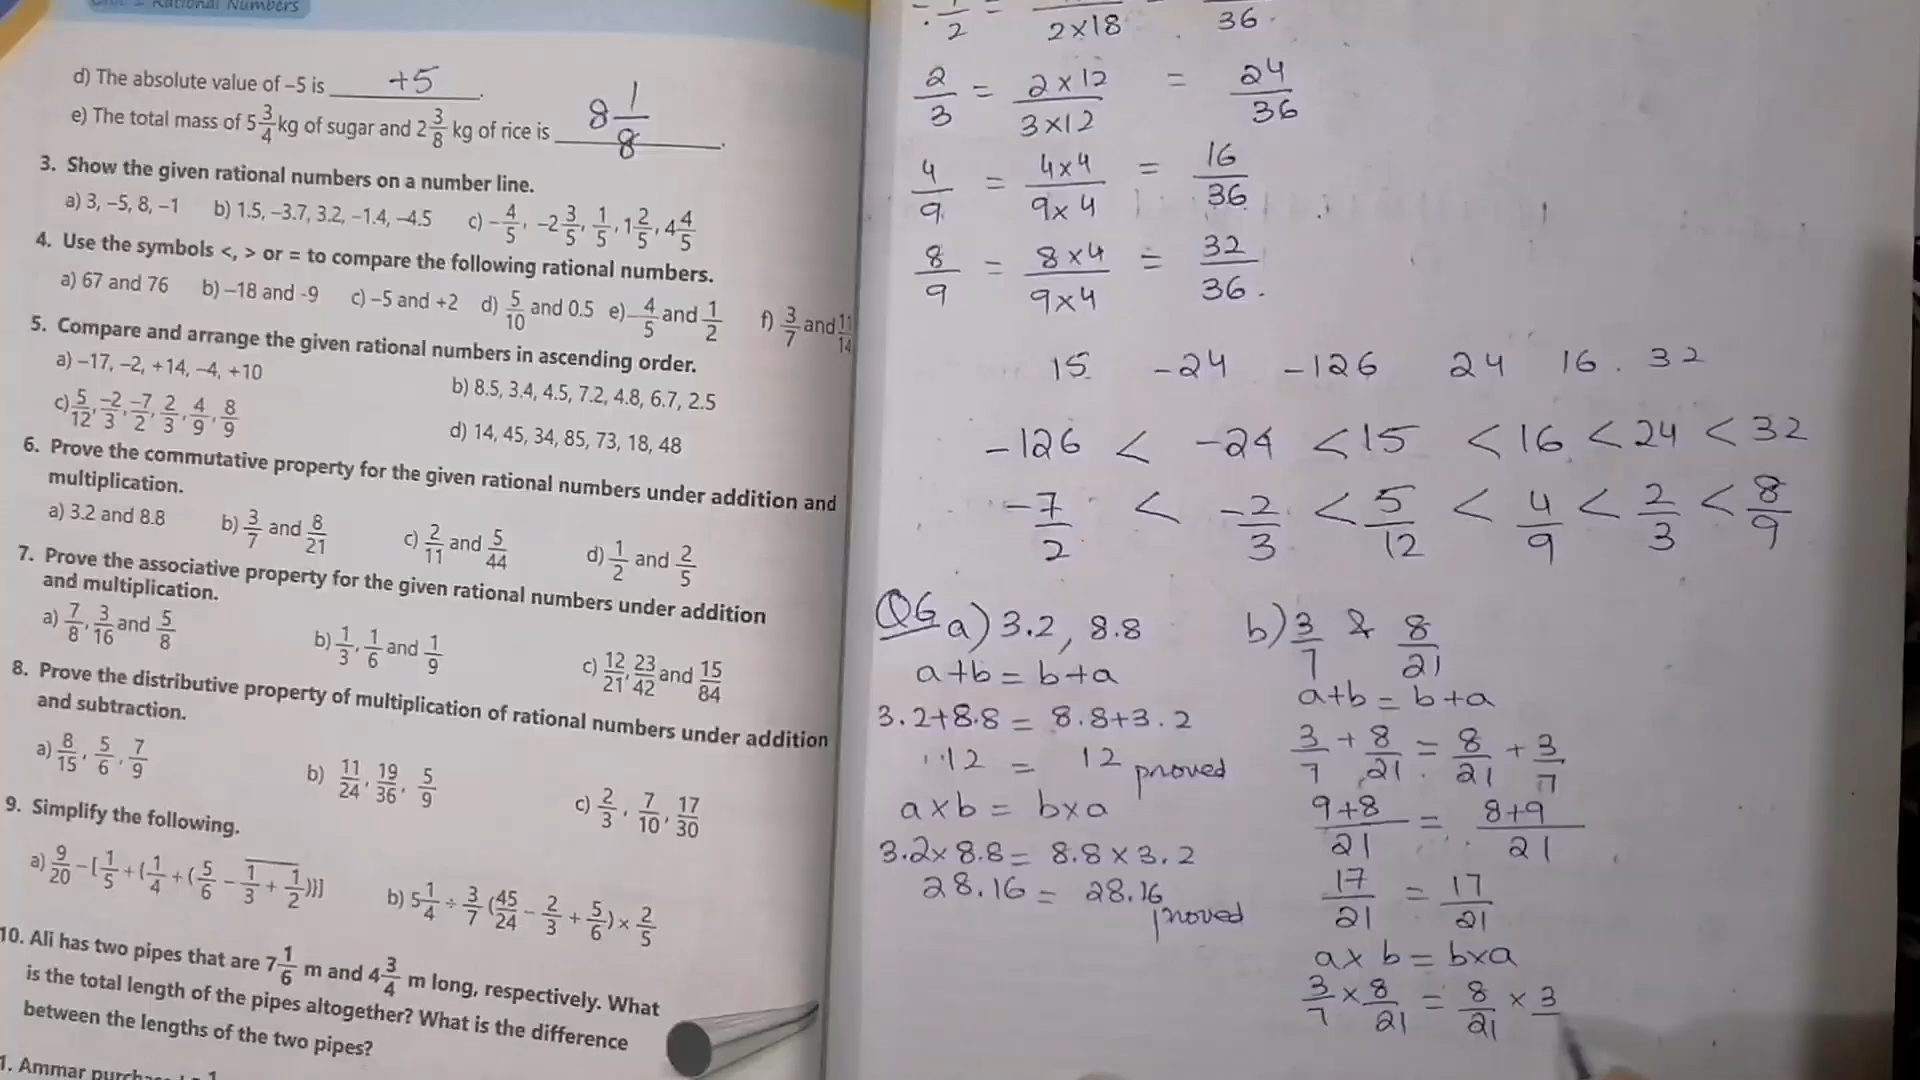 Rational Numbers
d) The absolute value of –5 is +5.
e) The total mass of 5 3/4 kg of sugar and 2 3/8 kg of rice is 8 1/8.
3. Show the given rational numbers on a number line.
a) 3, –5, 8, –1 b) 1.5, –3.7, 3.2, –1.4, –4.5 c) –4/5, –2 3/5, 1/5, 1 2/5, 4 4/5
4. Use the symbols <, > or = to compare the following rational numbers.
a) 67 and 76 b) –18 and -9 c) –5 and +2 d) 5/10 and 0.5 e) –4/5 and 1/2 f) 3/7 and 11/14
5. Compare and arrange the given rational numbers in ascending order.
a) –17, –2, +14, –4, +10
b) 8.5, 3.4, 4.5, 7.2, 4.8, 6.7, 2.5
c) 5/12, –2/3, –7/2, 2/3, 4/9, 8/9
d) 14, 45, 34, 85, 73, 18, 48
6. Prove the commutative property for the given rational numbers under addition and
multiplication.
a) 3.2 and 8.8 b) 3/7 and 8/21 c) 2/11 and 5/44 d) 1/2 and 2/5
7. Prove the associative property for the given rational numbers under addition
and multiplication.
a) 7/8, 3/16 and 5/8 b) 1/3, 1/6 and 1/9 c) 12/21, 23/42 and 15/84
8. Prove the distributive property of multiplication of rational numbers under addition
and subtraction.
a) 8/15, 5/6, 7/9 b) 11/24, 19/36, 5/9 c) 2/3, 7/10, 17/30
9. Simplify the following.
a) 9/20 – [1/5 + {1/4 + (5/6 – 1/3 + 1/2)}] b) 5 1/4 ÷ 3/7 (45/24 – 2/3 + 5/6) × 2/5
10. Ali has two pipes that are 7 1/6 m and 4 3/4 m long, respectively. What
is the total length of the pipes altogether? What is the difference
between the lengths of the two pipes?
1. Ammar
2×18 36.
2/3 = 2×12/3×12 = 24/36
4/9 = 4×4/9×4 = 16/36
8/9 = 8×4/9×4 = 32/36.
15 -24 -126 24 16. 32
-126 < -24 < 15 < 16 < 24 < 32
-7/2 < -2/3 < 5/12 < 4/9 < 2/3 < 8/9
Q6 a) 3.2, 8.8
a+b = b+a
3.2+8.8 = 8.8+3.2
12 = 12 proved
a×b = b×a
3.2×8.8 = 8.8×3.2
28.16 = 28.16
proved
b) 3/7 & 8/21
a+b = b+a
3/7 + 8/21 = 8/21 + 3/7
9+8/21 = 8+9/21
17/21 = 17/21
a×b = b×a
3/7 × 8/21 = 8/21 × 3